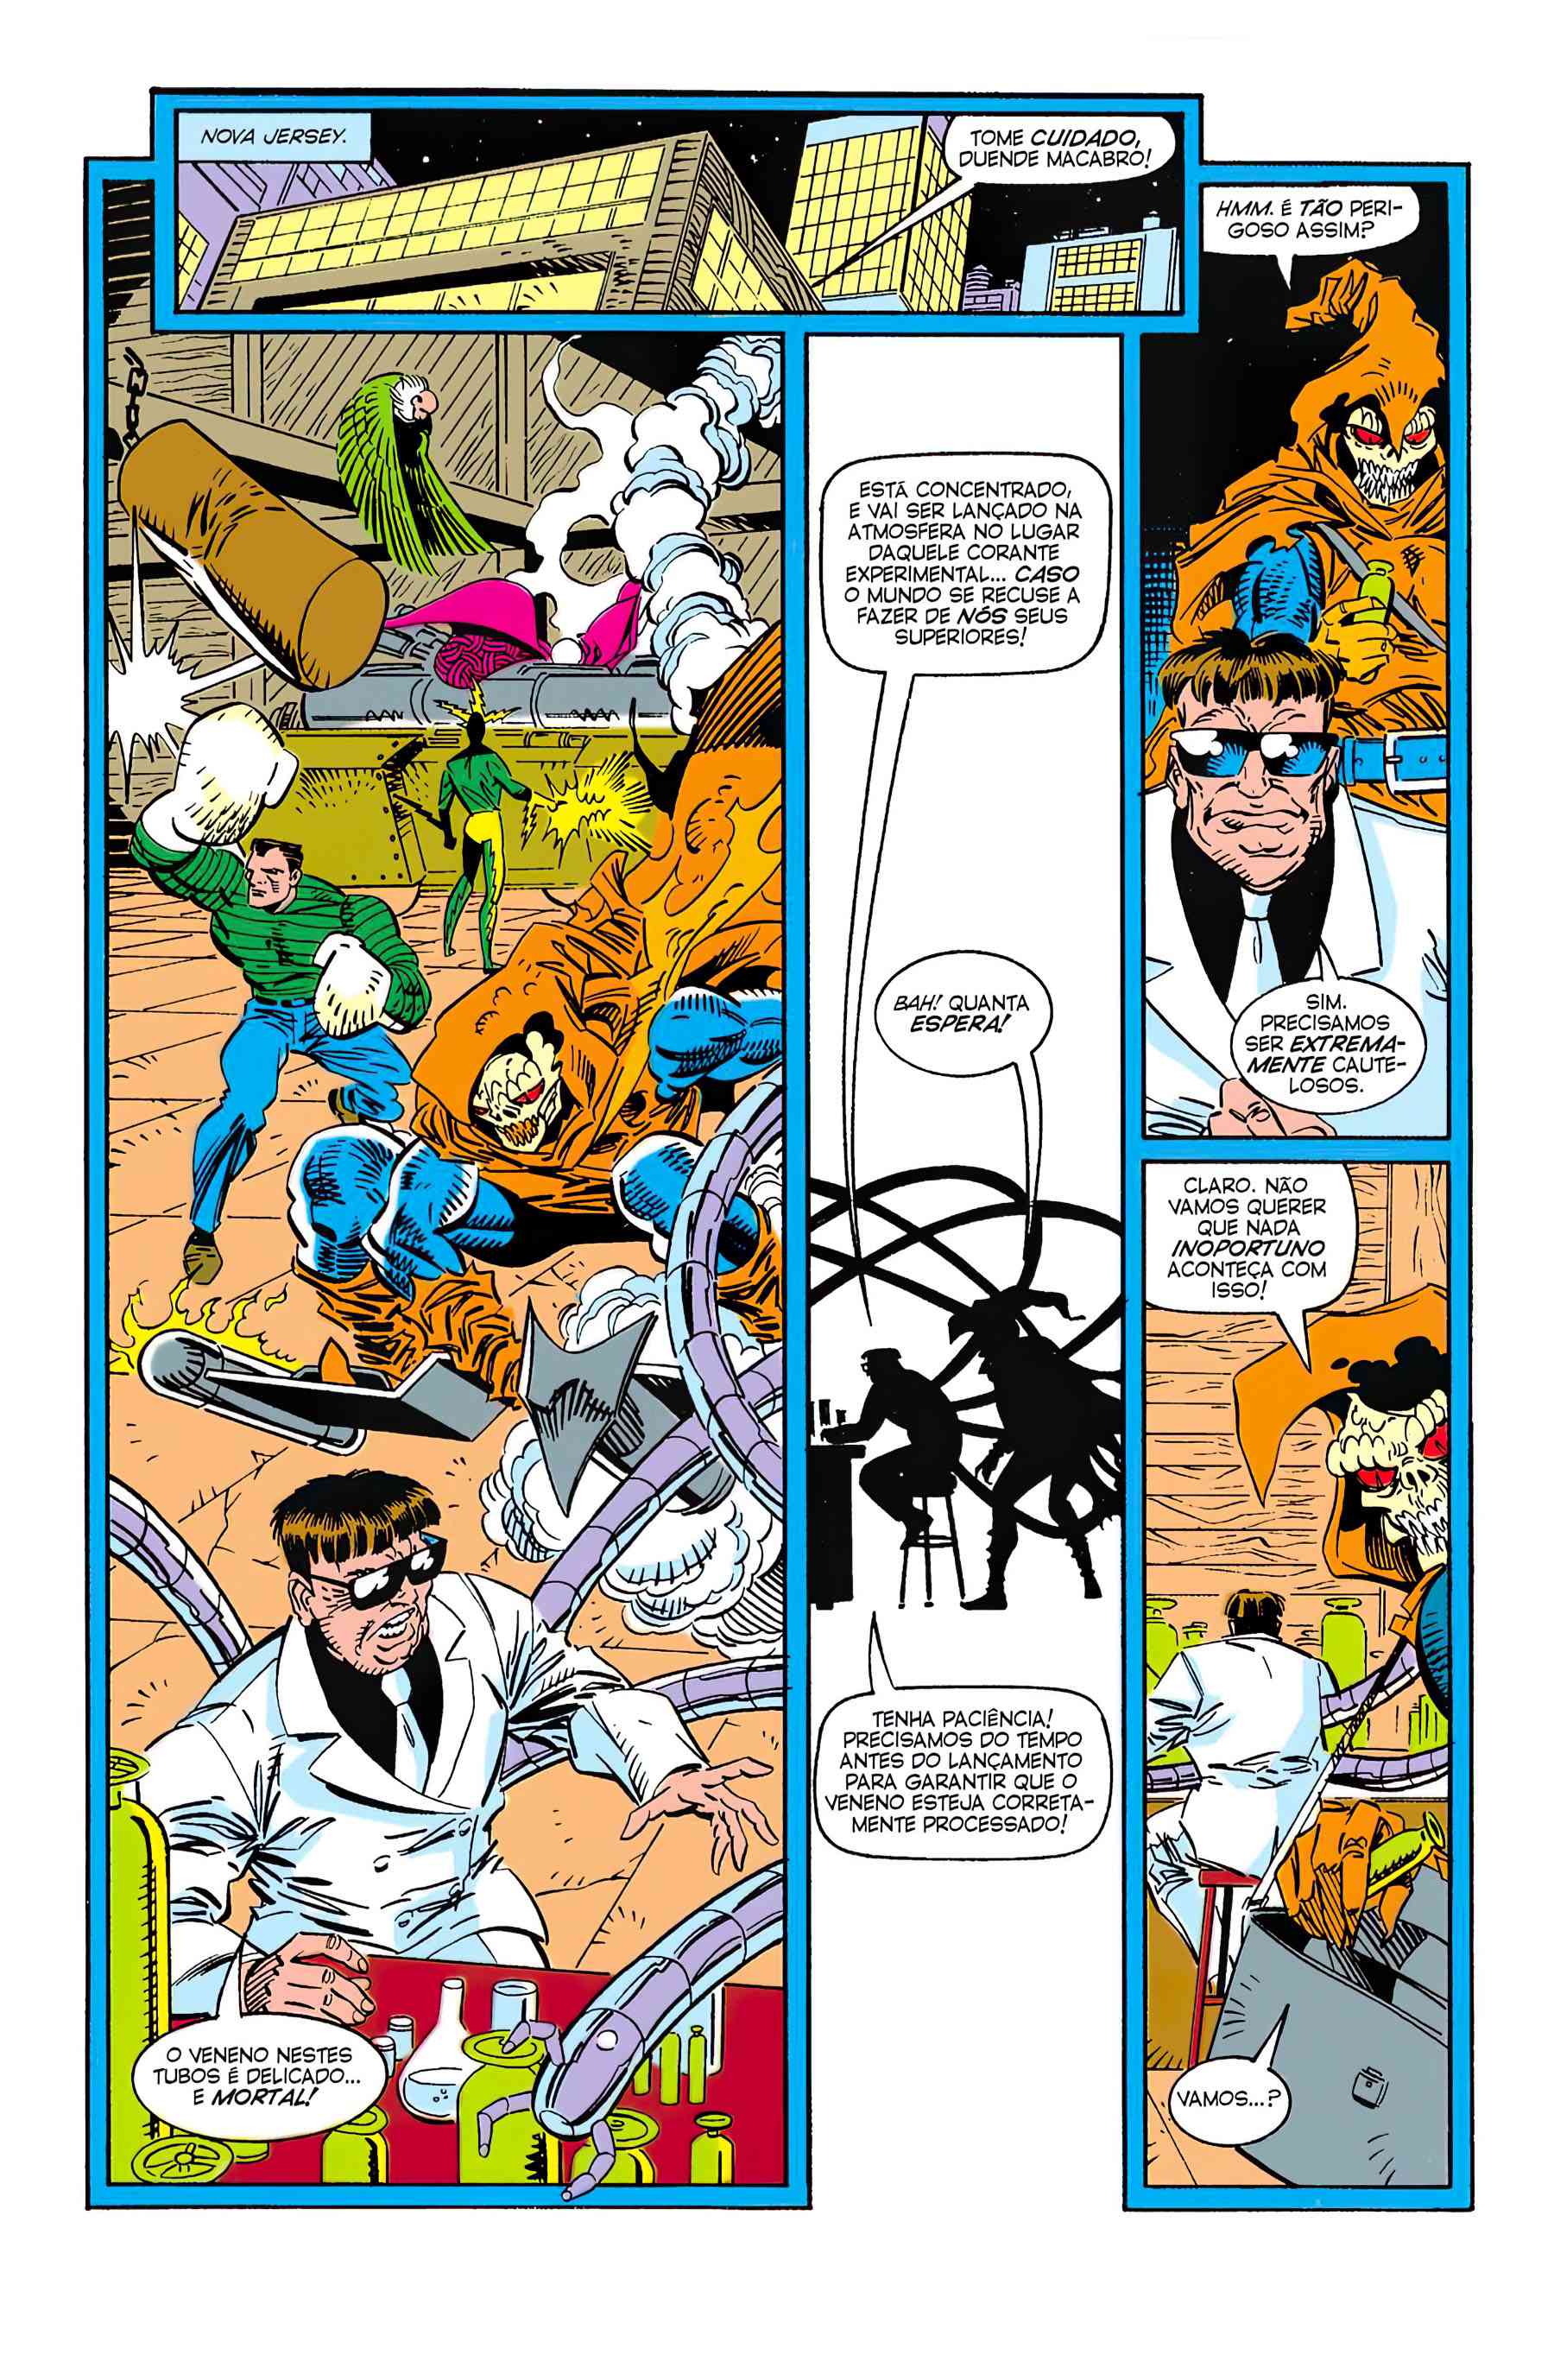 NOVA JERSEY.
TOME CUIDADO,
DUENDE MACABRO!
O VENENO NESTES
TUBOS É DELICADO...
E MORTAL!
ESTÁ CONCENTRADO,
E VAI SER LANÇADO NA
ATMOSFERA NO LUGAR
DAQUELE CORANTE
EXPERIMENTAL... CASO
O MUNDO SE RECUSE A
FAZER DE NÓS SEUS
SUPERIORES!
BAH! QUANTA
ESPERA!
TENHA PACIÊNCIA!
PRECISAMOS DO TEMPO
ANTES DO LANÇAMENTO
PARA GARANTIR QUE O
VENENO ESTEJA CORRETA-
MENTE PROCESSADO!
HMM. É TÃO PERI-
GOSO ASSIM?
SIM.
PRECISAMOS
SER EXTREMA-
MENTE CAUTE-
LOSOS.
CLARO. NÃO
VAMOS QUERER
QUE NADA
INOPORTUNO
ACONTEÇA COM
ISSO!
VAMOS...?